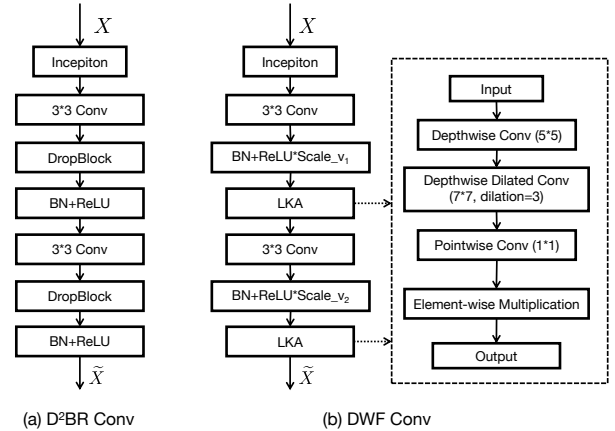 X
Incepiton
3*3 Conv
DropBlock
BN+ReLU
3*3 Conv
DropBlock
BN+ReLU
X̃
(a) D²BR Conv
X
Incepiton
3*3 Conv
BN+ReLU*Scale_v₁
LKA
3*3 Conv
BN+ReLU*Scale_v₂
LKA
X̃
Input
Depthwise Conv (5*5)
Depthwise Dilated Conv
(7*7, dilation=3)
Pointwise Conv (1*1)
Element-wise Multiplication
Output
(b) DWF Conv